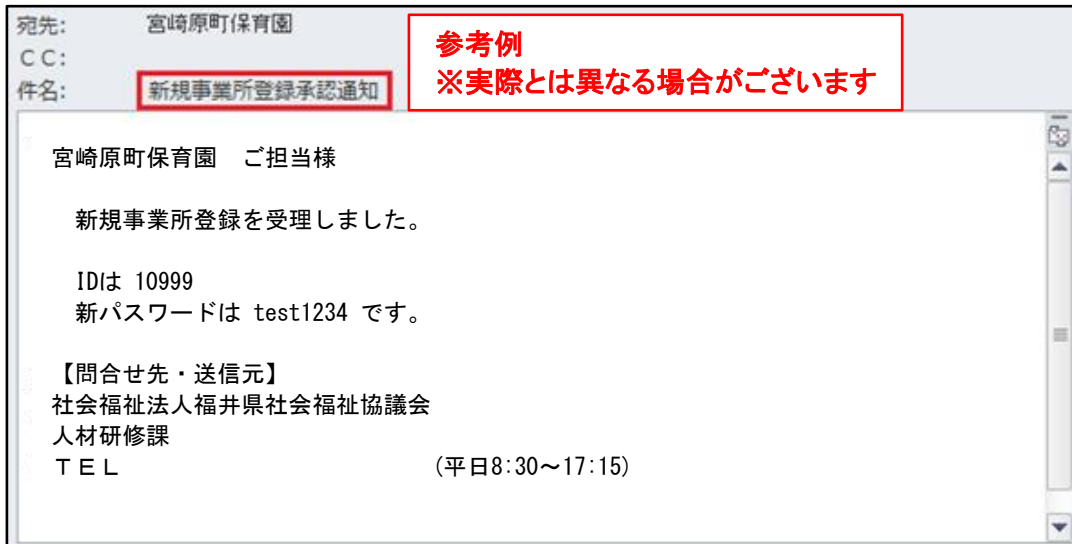 宛先: 宮崎原町保育園
CC:
件名: 新規事業所登録承認通知
参考例
※実際とは異なる場合がございます
宮崎原町保育園　ご担当様
新規事業所登録を受理しました。
IDは 10999
新パスワードは test1234 です。
【問合せ先・送信元】
社会福祉法人福井県社会福祉協議会
人材研修課
ＴＥＬ (平日8:30～17:15)